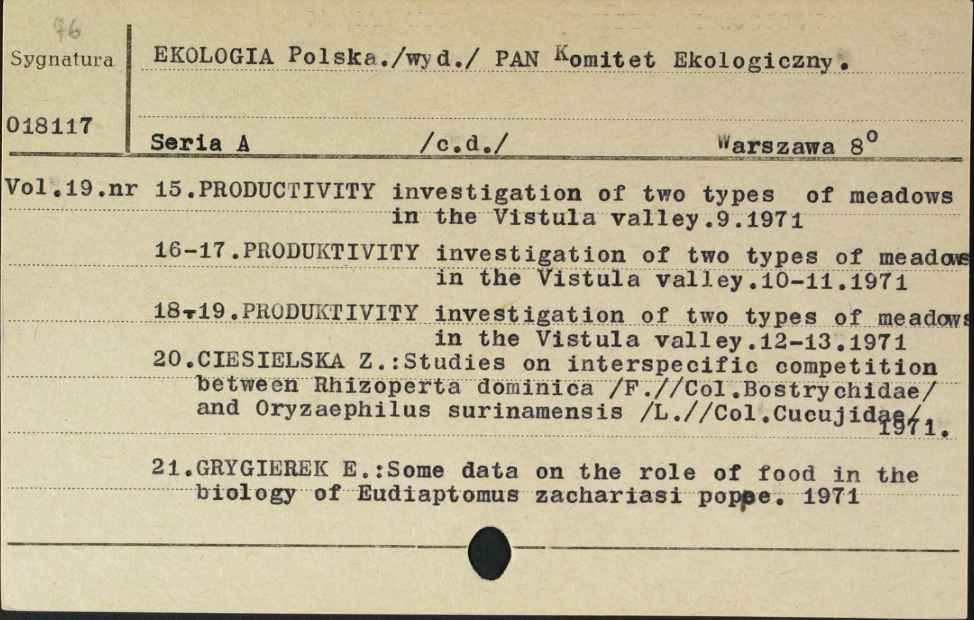 76
Sygnatura
EKOLOGIA Polska./wyd./ PAN Komitet Ekologiczny.
018117
Seria A /c.d./ Warszawa 8°
Vol.19.nr 15.PRODUCTIVITY investigation of two types of meadows
in the Vistula valley.9.1971
16-17.PRODUKTIVITY investigation of two types of meadows
in the Vistula valley.10-11.1971
18-19.PRODUKTIVITY investigation of two types of meadows
in the Vistula valley.12-13.1971
20.CIESIELSKA Z.:Studies on interspecific competition
between Rhizoperta dominica /F.//Col.Bostrychidae/
and Oryzaephilus surinamensis /L.//Col.Cucujidae/
1971.
21.GRYGIEREK E.:Some data on the role of food in the
biology of Eudiaptomus zachariasi poppe. 1971